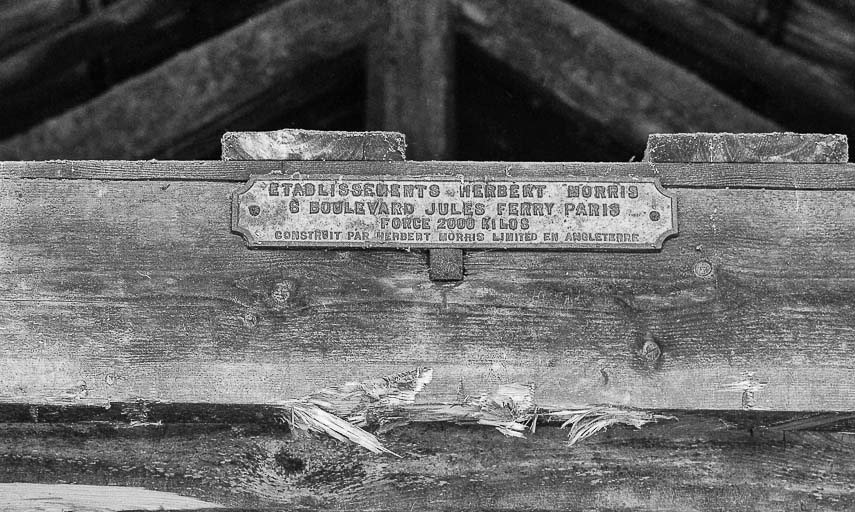 ETABLISSEMENTS HERBERT MORRIS
6 BOULEVARD JULES FERRY PARIS
FORCE 2000 KILOS
CONSTRUIT PAR HERBERT MORRIS LIMITED EN ANGLETERRE